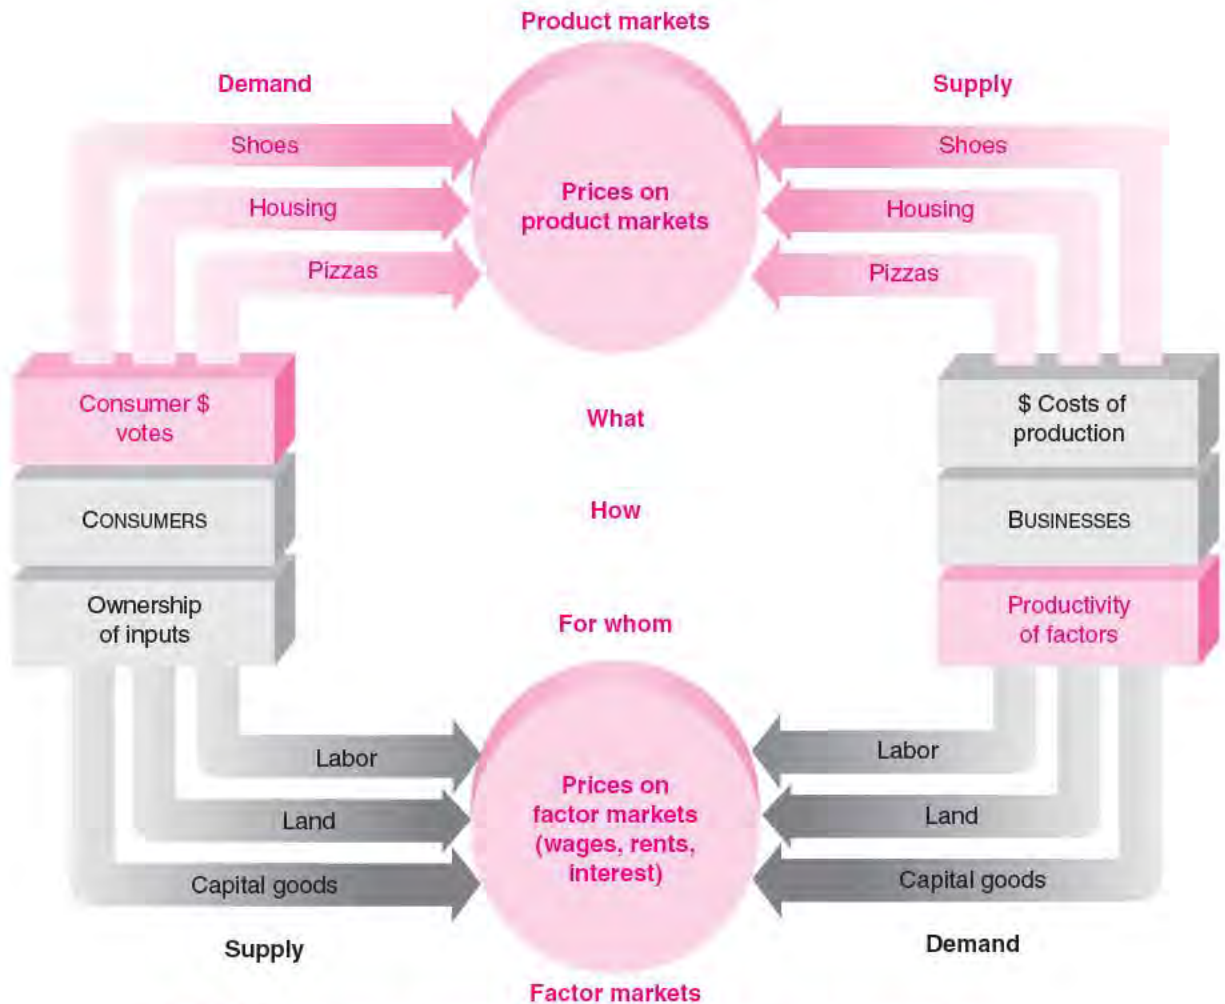 Product markets
Demand
Supply
Shoes
Shoes
Prices on
product markets
Housing
Housing
Pizzas
Pizzas
Consumer $
votes
What
$ Costs of
production
CONSUMERS
How
BUSINESSES
Ownership
of inputs
For whom
Productivity
of factors
Labor
Labor
Prices on
factor markets
(wages, rents,
interest)
Land
Land
Capital goods
Capital goods
Supply
Demand
Factor markets